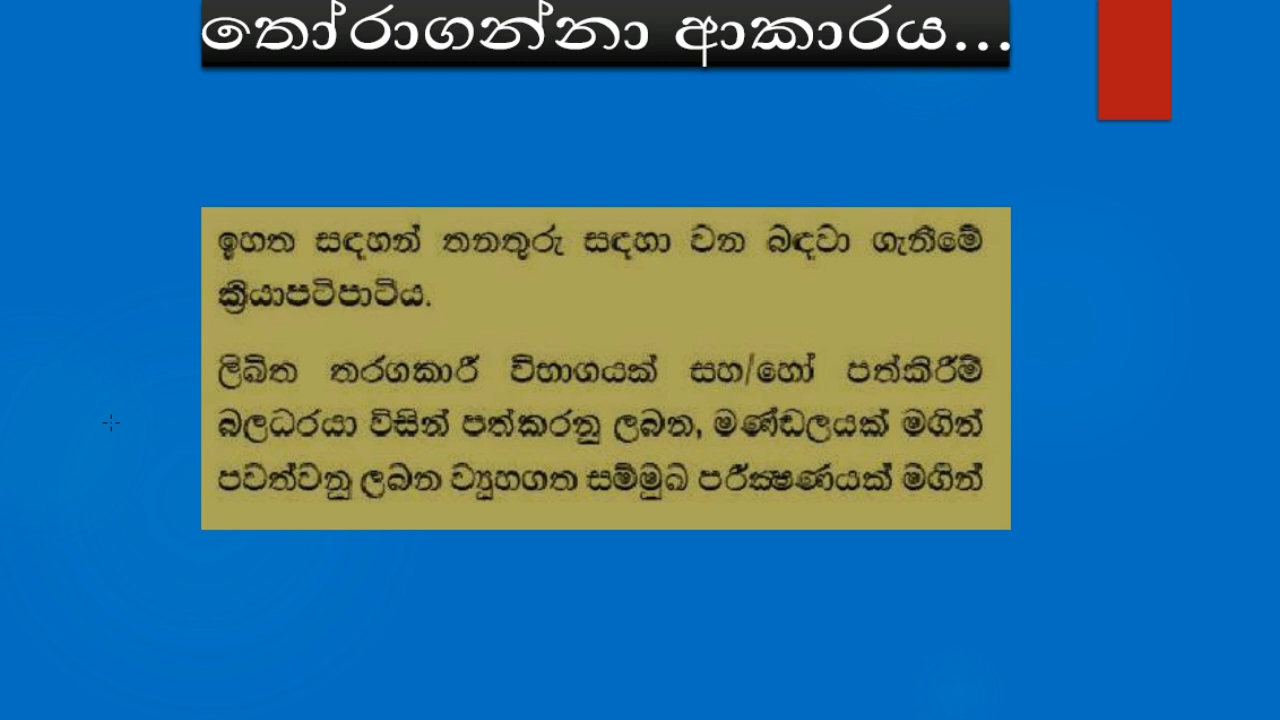 තෝරාගන්නා ආකාරය...
ඉහත සඳහන් තනතුරු සඳහා වන බඳවා ගැනීමේ
ක්‍රියාපටිපාටිය.
ලිඛිත තරගකාරී විභාගයක් සහ/හෝ පත්කිරීම්
බලධරයා විසින් පත්කරනු ලබන, මණ්ඩලයක් මගින්
පවත්වනු ලබන ව්‍යුහගත සම්මුඛ පරීක්ෂණයක් මගින්